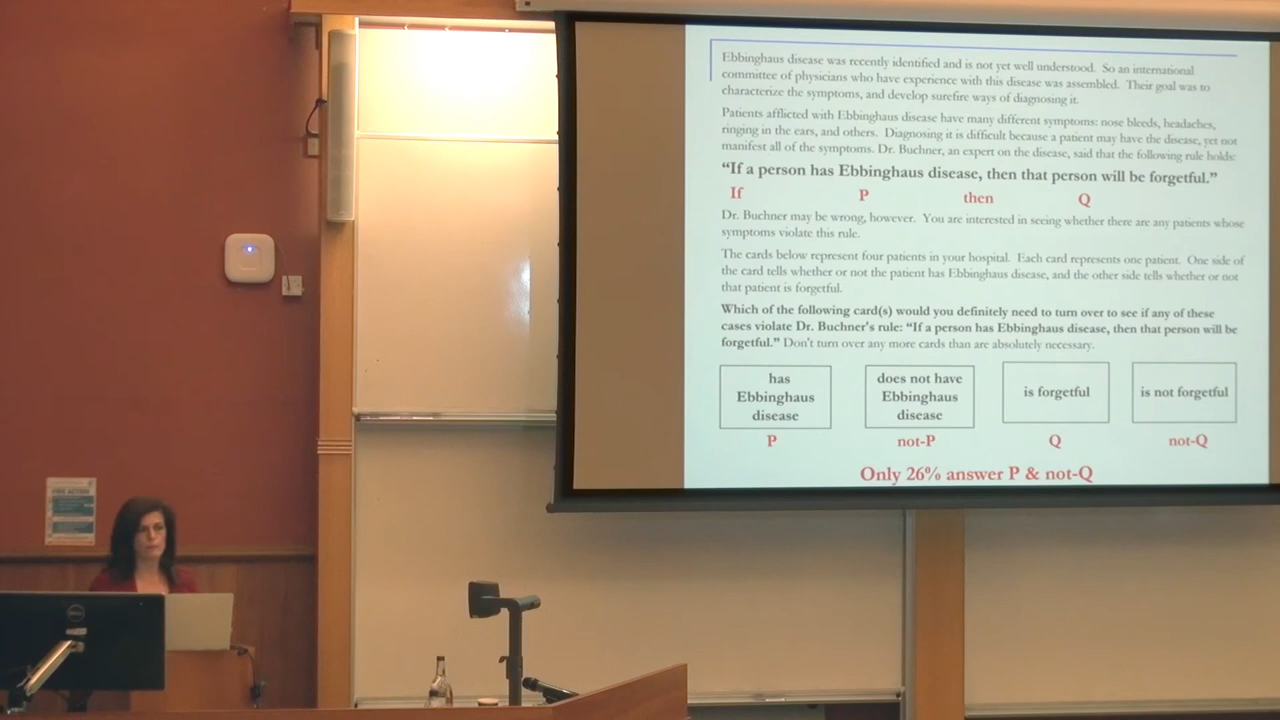 Ebbinghaus disease was recently identified and is not yet well understood. So an international
committee of physicians who have experience with this disease was assembled. Their goal was to
characterize the symptoms, and develop surefire ways of diagnosing it.
Patients afflicted with Ebbinghaus disease have many different symptoms: nose bleeds, headaches,
ringing in the ears, and others. Diagnosing it is difficult because a patient may have the disease, yet not
manifest all of the symptoms. Dr. Buchner, an expert on the disease, said that the following rule holds:
“If a person has Ebbinghaus disease, then that person will be forgetful.”
If P then Q
Dr. Buchner may be wrong, however. You are interested in seeing whether there are any patients whose
symptoms violate this rule.
The cards below represent four patients in your hospital. Each card represents one patient. One side of
the card tells whether or not the patient has Ebbinghaus disease, and the other side tells whether or not
that patient is forgetful.
Which of the following card(s) would you definitely need to turn over to see if any of these
cases violate Dr. Buchner's rule: “If a person has Ebbinghaus disease, then that person will be
forgetful.” Don't turn over any more cards than are absolutely necessary.
has
Ebbinghaus
disease
does not have
Ebbinghaus
disease
is forgetful
is not forgetful
P not-P Q not-Q
Only 26% answer P & not-Q
FIRE ACTION
DELL